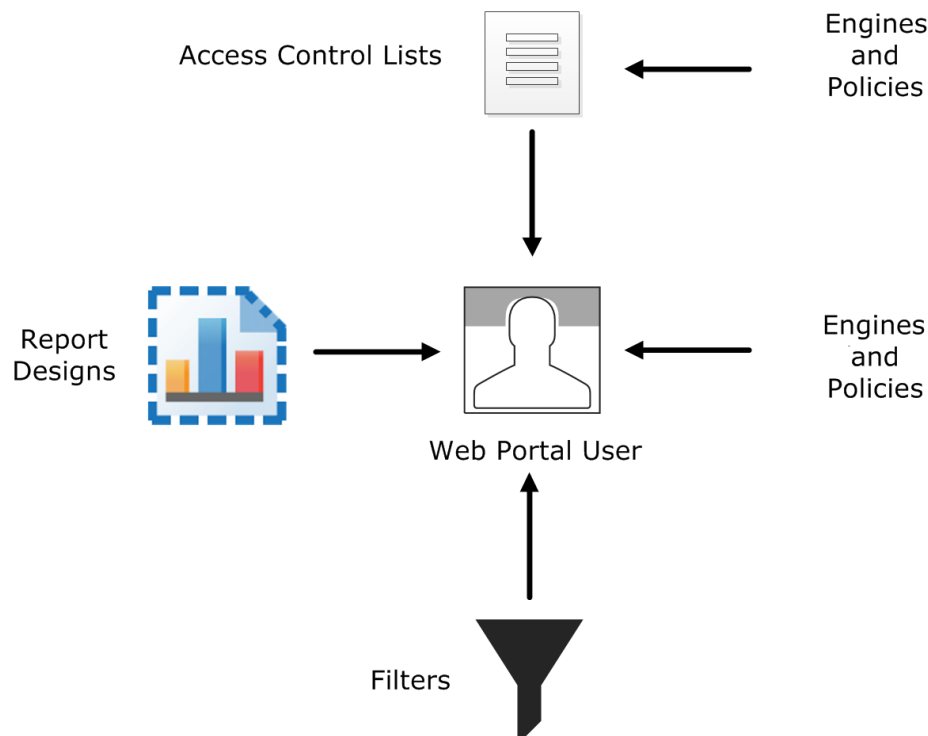 Access Control Lists
Engines
and
Policies
Report
Designs
Engines
and
Policies
Web Portal User
Filters